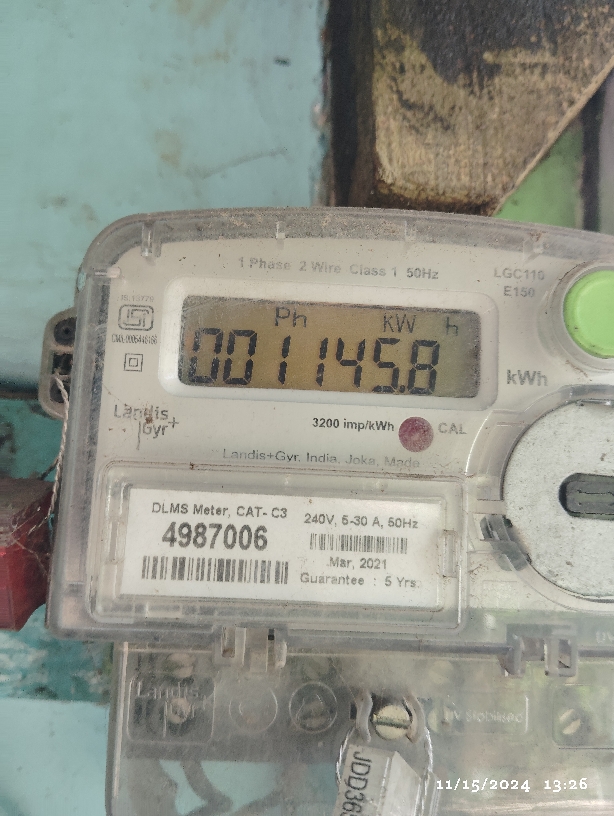 1 Phase 2 Wire Class 1 50Hz
LGC110
E150
Ph kW h
001145.8
kWh
Landis
Gyr+
3200 imp/kWh
CAL
Landis+Gyr, India, Joka, Made
DLMS Meter, CAT- C3
4987006
240V, 5-30 A, 50Hz
Mar, 2021
Guarantee : 5 Yrs.
Landis
Gyr
11/15/2024 13:26